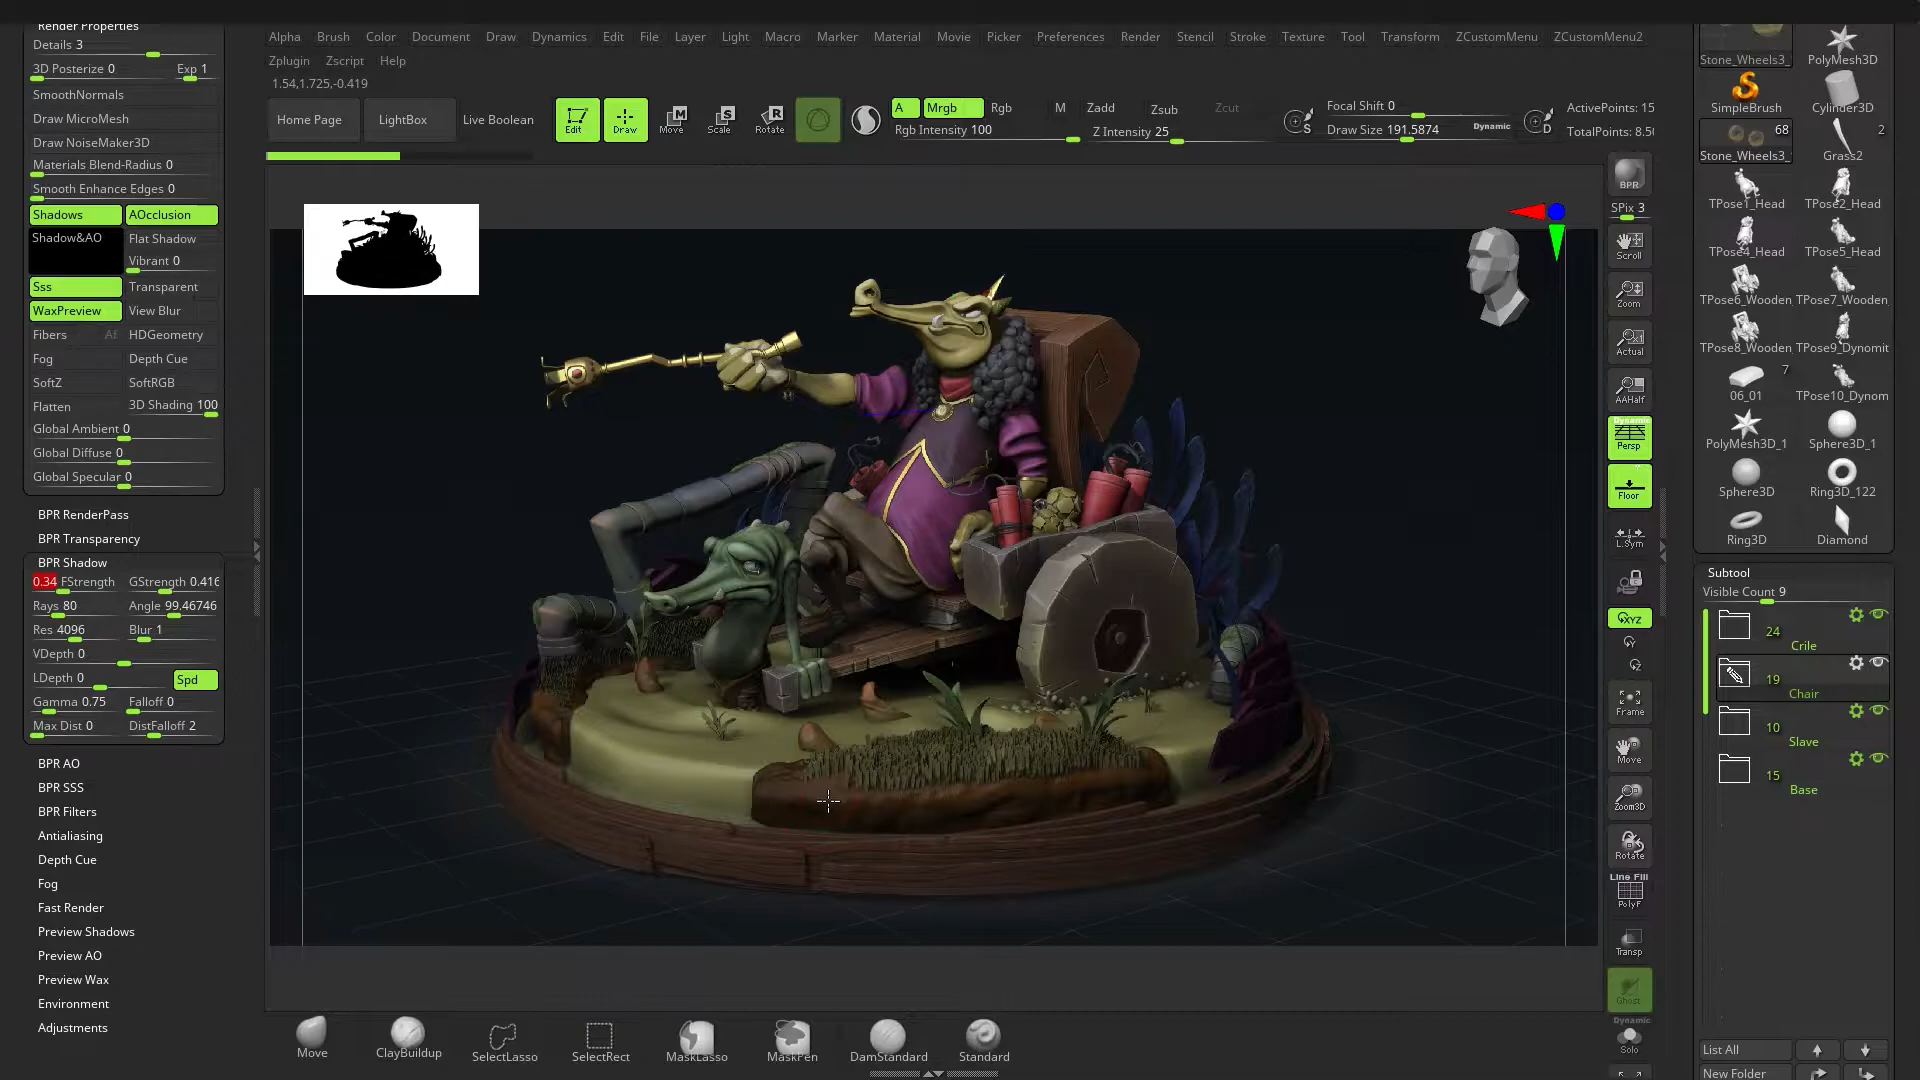 Render Properties
Details 3
3D Posterize 0 Exp 1
SmoothNormals
Draw MicroMesh
Draw NoiseMaker3D
Materials Blend-Radius 0
Smooth Enhance Edges 0
Shadows AOcclusion
Shadow&AO Flat Shadow
Vibrant 0
Sss Transparent
WaxPreview View Blur
Fibers Af HDGeometry
Fog Depth Cue
SoftZ SoftRGB
Flatten 3D Shading 100
Global Ambient 0
Global Diffuse 0
Global Specular 0
BPR RenderPass
BPR Transparency
BPR Shadow
0.34 FStrength GStrength 0.416
Rays 80 Angle 99.46746
Res 4096 Blur 1
VDepth 0
LDepth 0 Spd
Gamma 0.75 Falloff 0
Max Dist 0 DistFalloff 2
BPR AO
BPR SSS
BPR Filters
Antialiasing
Depth Cue
Fog
Fast Render
Preview Shadows
Preview AO
Preview Wax
Environment
Adjustments
Alpha Brush Color Document Draw Dynamics Edit File Layer Light Macro Marker Material Movie Picker Preferences Render Stencil Stroke Texture Tool Transform ZCustomMenu ZCustomMenu2
Zplugin Zscript Help
1.54,1.725,-0.419
Home Page LightBox Live Boolean
Edit Draw Move Scale Rotate
A Mrgb Rgb M Zadd Zsub Zcut
Rgb Intensity 100 Z Intensity 25
S Focal Shift 0
Draw Size 191.5874 Dynamic D
ActivePoints: 15
TotalPoints: 8.50
BPR
SPix 3
Scroll
Zoom
Actual
AAHalf
Dynamic
Persp
Floor
L.Sym
XYZ
Frame
Move
Zoom3D
Rotate
Line Fill
PolyF
Transp
Ghost
Dynamic
Solo
Stone_Wheels3_ PolyMesh3D
SimpleBrush Cylinder3D
68 2
Stone_Wheels3_ Grass2
TPose1_Head TPose2_Head
TPose4_Head TPose5_Head
TPose6_Wooden_ TPose7_Wooden_
TPose8_Wooden_ TPose9_Dynomit
7
06_01 TPose10_Dynom
PolyMesh3D_1 Sphere3D_1
Sphere3D Ring3D_122
Ring3D Diamond
Subtool
Visible Count 9
24
Crile
19
Chair
10
Slave
15
Base
List All
New Folder
Move ClayBuildup SelectLasso SelectRect MaskLasso MaskPen DamStandard Standard